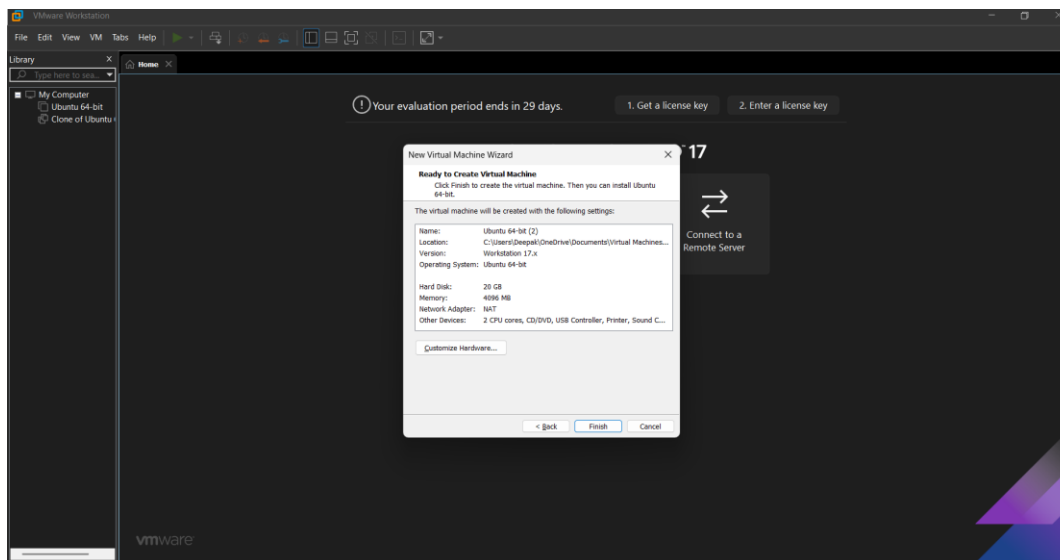 VMware Workstation
File Edit View VM Tabs Help
Library X
Home X
Type here to sea...
My Computer
Ubuntu 64-bit
Clone of Ubuntu
Your evaluation period ends in 29 days.
1. Get a license key
2. Enter a license key
17
New Virtual Machine Wizard
Ready to Create Virtual Machine
Click Finish to create the virtual machine. Then you can install Ubuntu
64-bit.
The virtual machine will be created with the following settings:
Name: Ubuntu 64-bit (2)
Location: C:\Users\Deepak\OneDrive\Documents\Virtual Machines...
Version: Workstation 17.x
Operating System: Ubuntu 64-bit
Hard Disk: 20 GB
Memory: 4096 MB
Network Adapter: NAT
Other Devices: 2 CPU cores, CD/DVD, USB Controller, Printer, Sound C...
Customize Hardware...
< Back
Finish
Cancel
Connect to a
Remote Server
vmware